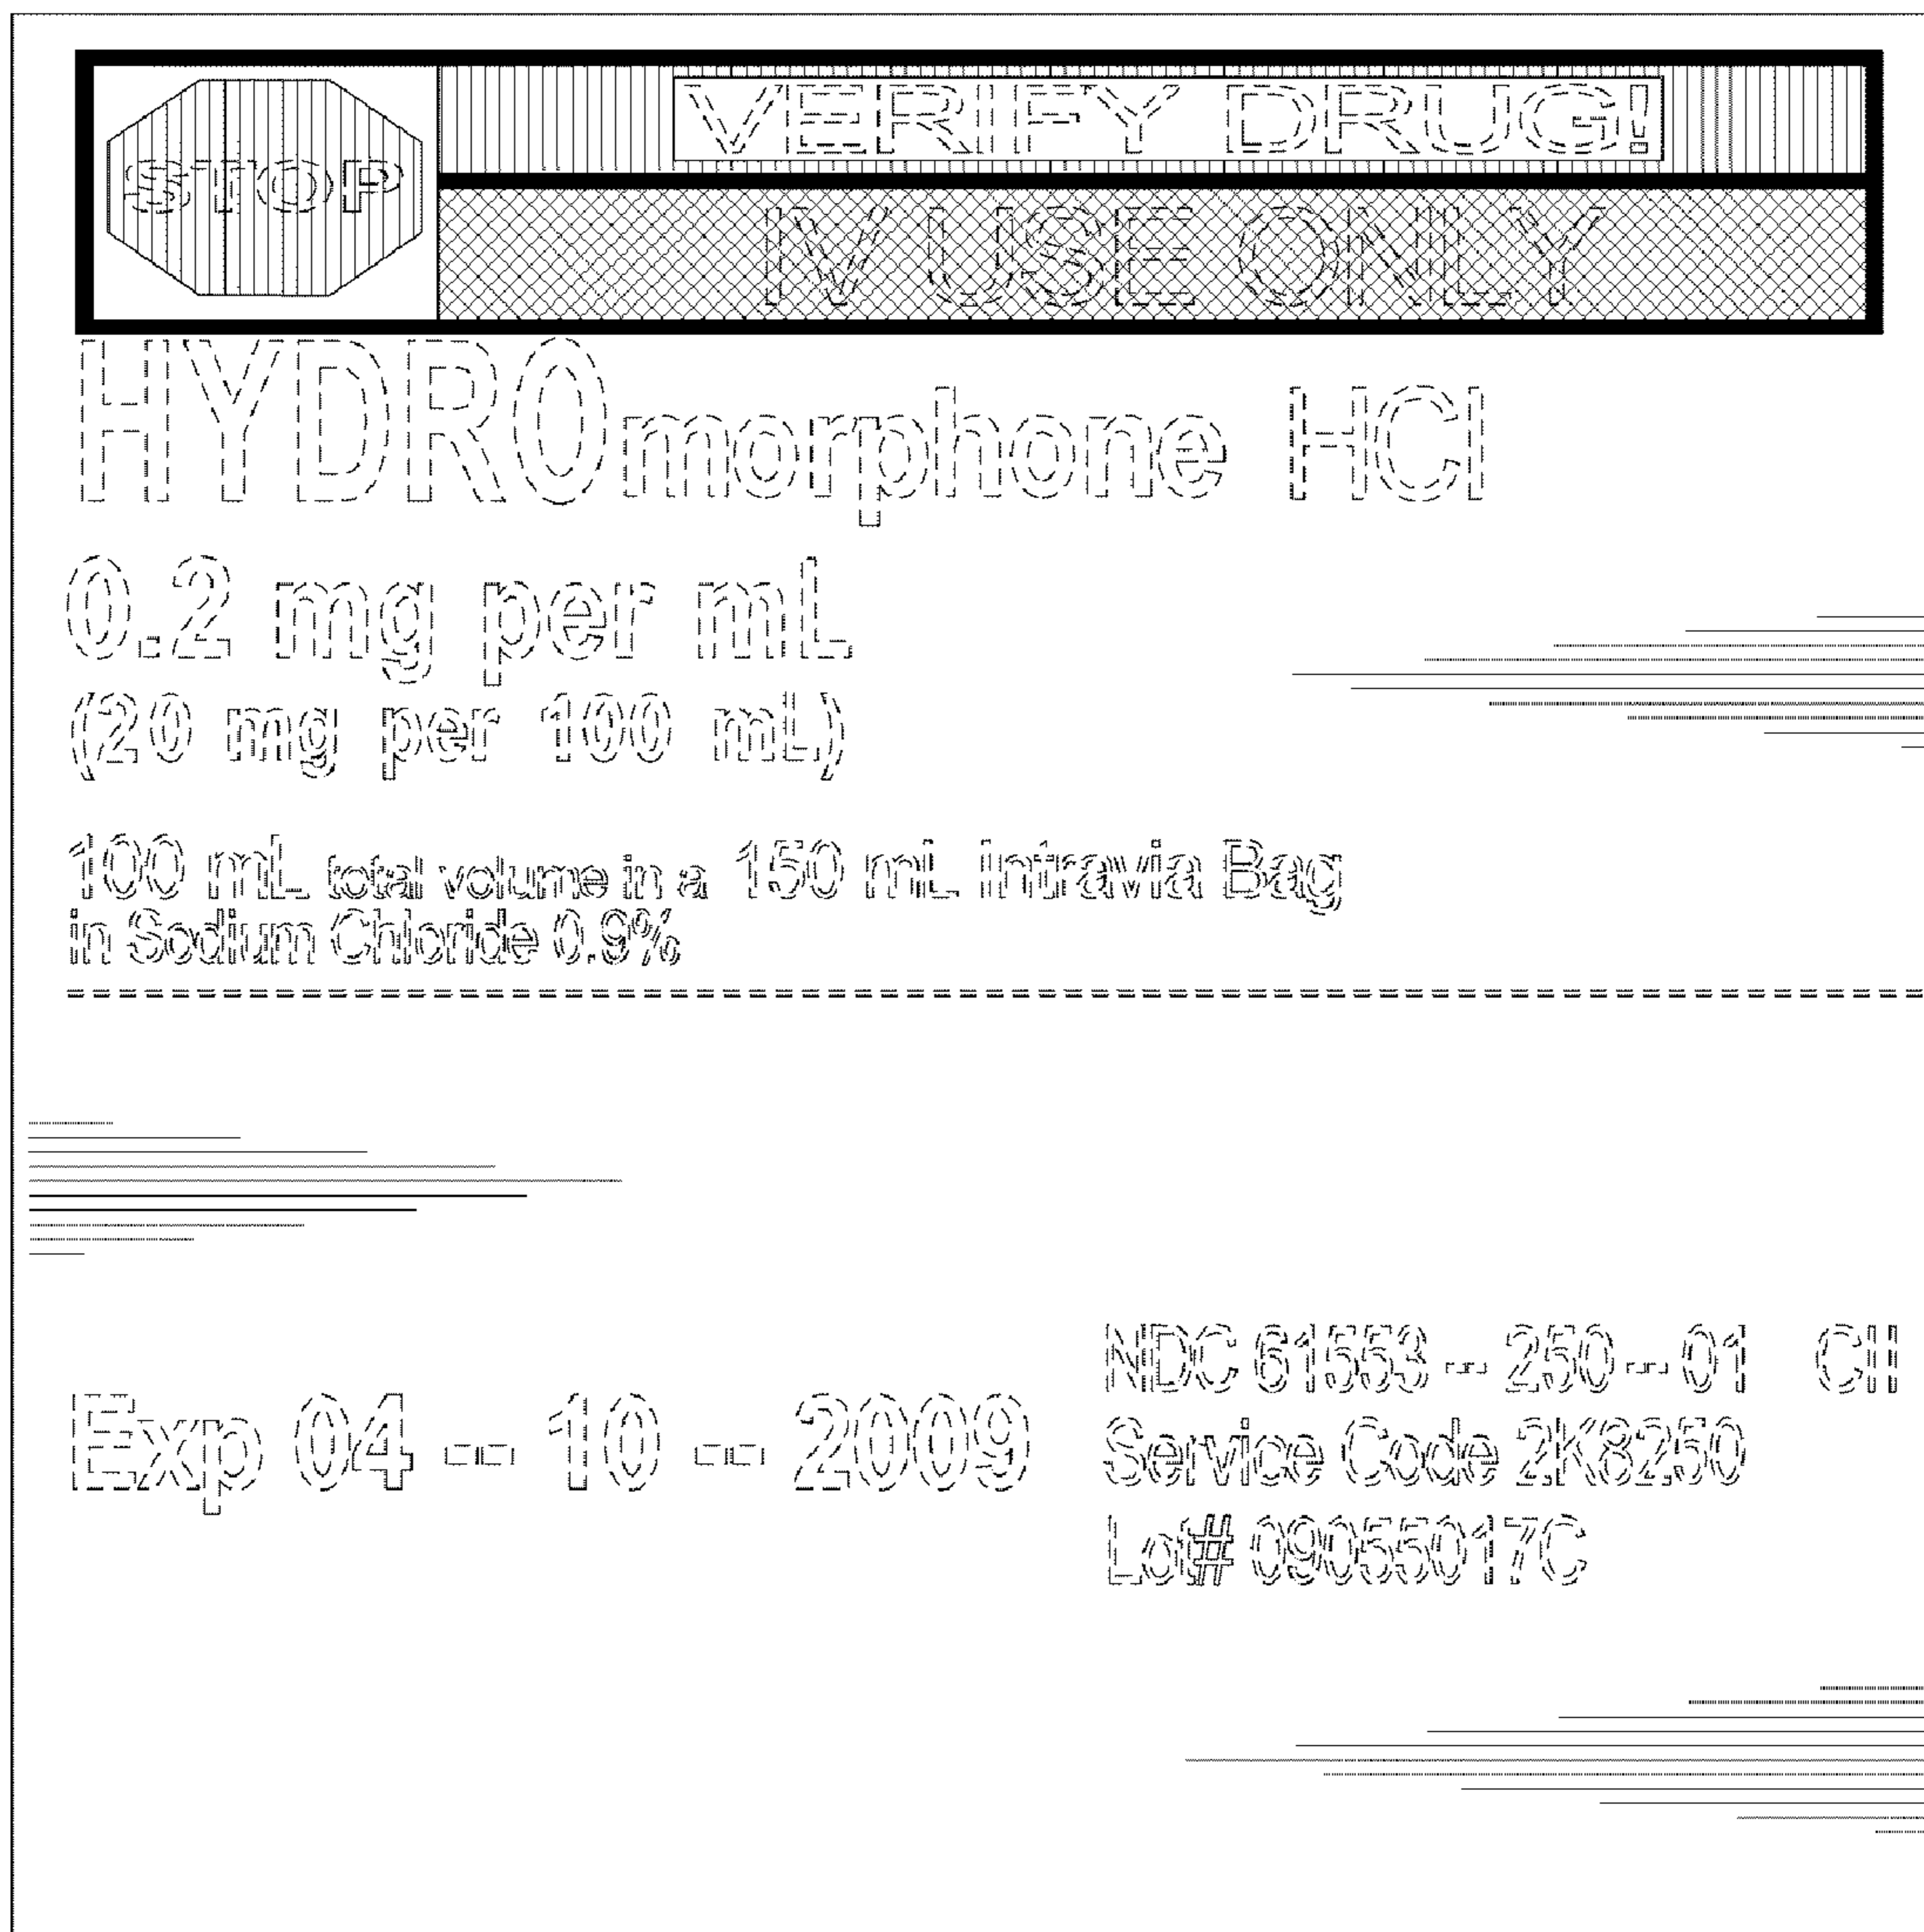 STOP
VERIFY DRUG!
IV USE ONLY
HYDROmorphone HCl
0.2 mg per mL
(20 mg per 100 mL)
100 mL total volume in a 150 mL Intravia Bag
in Sodium Chloride 0.9%
Exp 04--10--2009
NDC 61553--250--01 CII
Service Code 2K8250
Lot# 09055017C